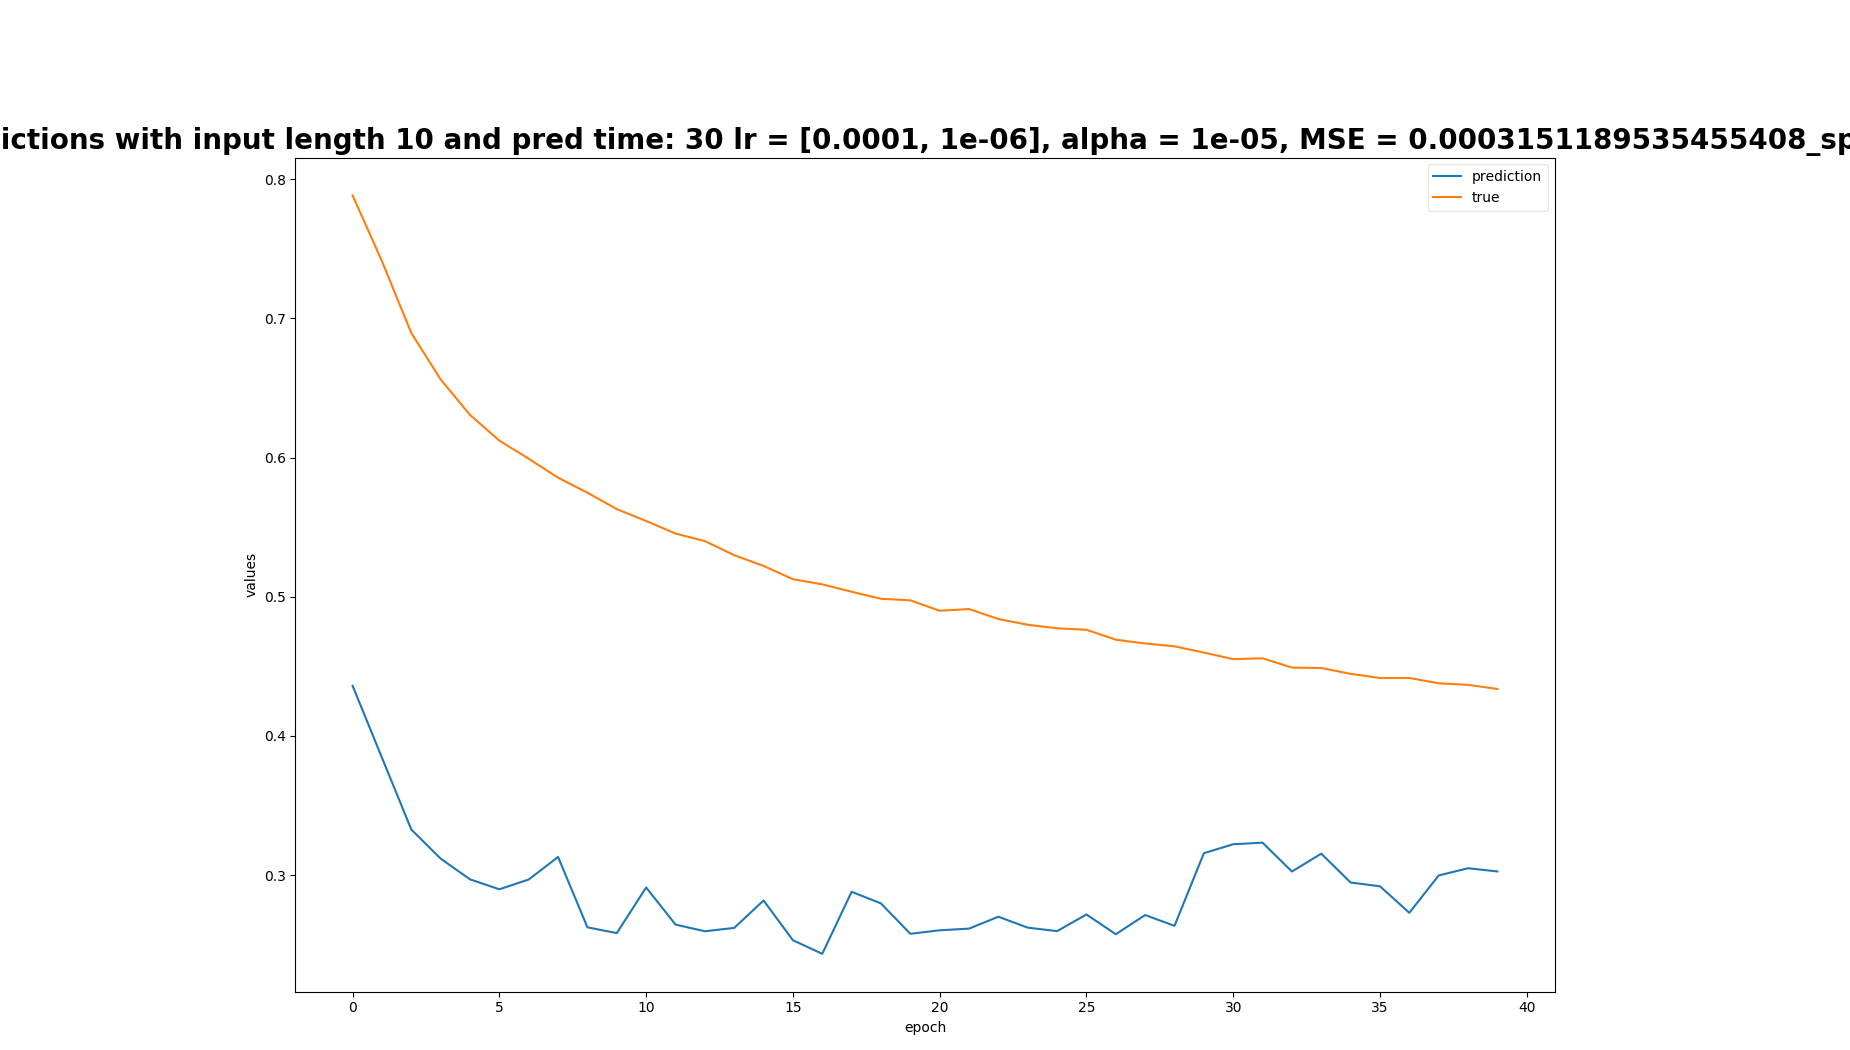 ictions with input length 10 and pred time: 30 lr = [0.0001, 1e-06], alpha = 1e-05, MSE = 0.0003151189535455408_sp
prediction
true
0.8
0.7
0.6
0.5
0.4
0.3
values
0 5 10 15 20 25 30 35 40
epoch